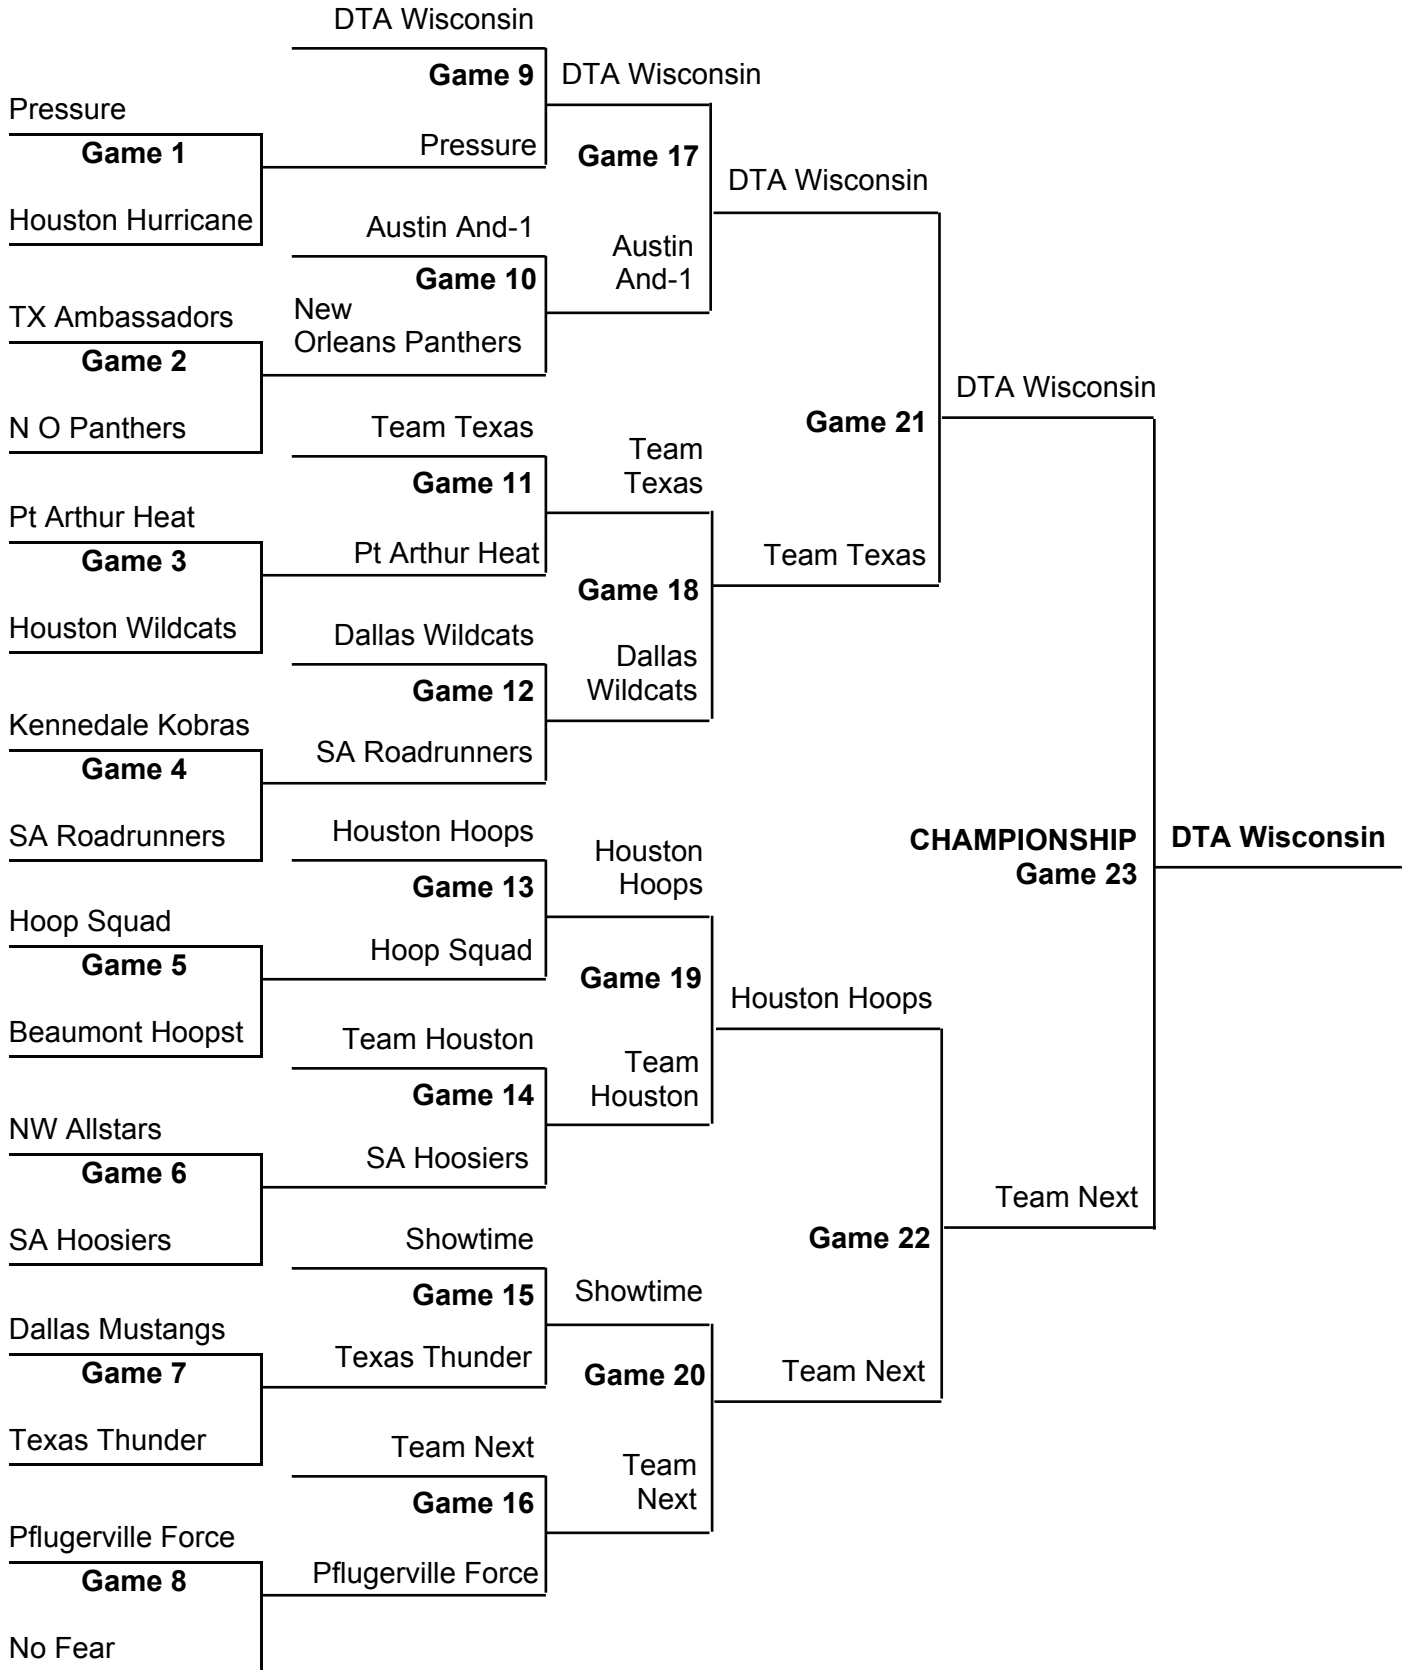 DTA Wisconsin
Game 9
DTA Wisconsin
Pressure
Game 1
Pressure
Game 17
DTA Wisconsin
Houston Hurricane
Austin And-1
Austin
And-1
Game 10
TX Ambassadors
New
Orleans Panthers
Game 2
DTA Wisconsin
N O Panthers
Team Texas
Game 21
Team
Texas
Game 11
Pt Arthur Heat
Game 3
Pt Arthur Heat
Team Texas
Game 18
Houston Wildcats
Dallas Wildcats
Dallas
Wildcats
Game 12
Kennedale Kobras
Game 4
SA Roadrunners
SA Roadrunners
Houston Hoops
Houston
Hoops
CHAMPIONSHIP
Game 23
DTA Wisconsin
Game 13
Hoop Squad
Game 5
Hoop Squad
Game 19
Houston Hoops
Beaumont Hoopst
Team Houston
Team
Houston
Game 14
NW Allstars
Game 6
SA Hoosiers
Team Next
SA Hoosiers
Showtime
Game 22
Game 15
Showtime
Dallas Mustangs
Game 7
Texas Thunder
Game 20
Team Next
Texas Thunder
Team Next
Team
Next
Game 16
Pflugerville Force
Game 8
Pflugerville Force
No Fear